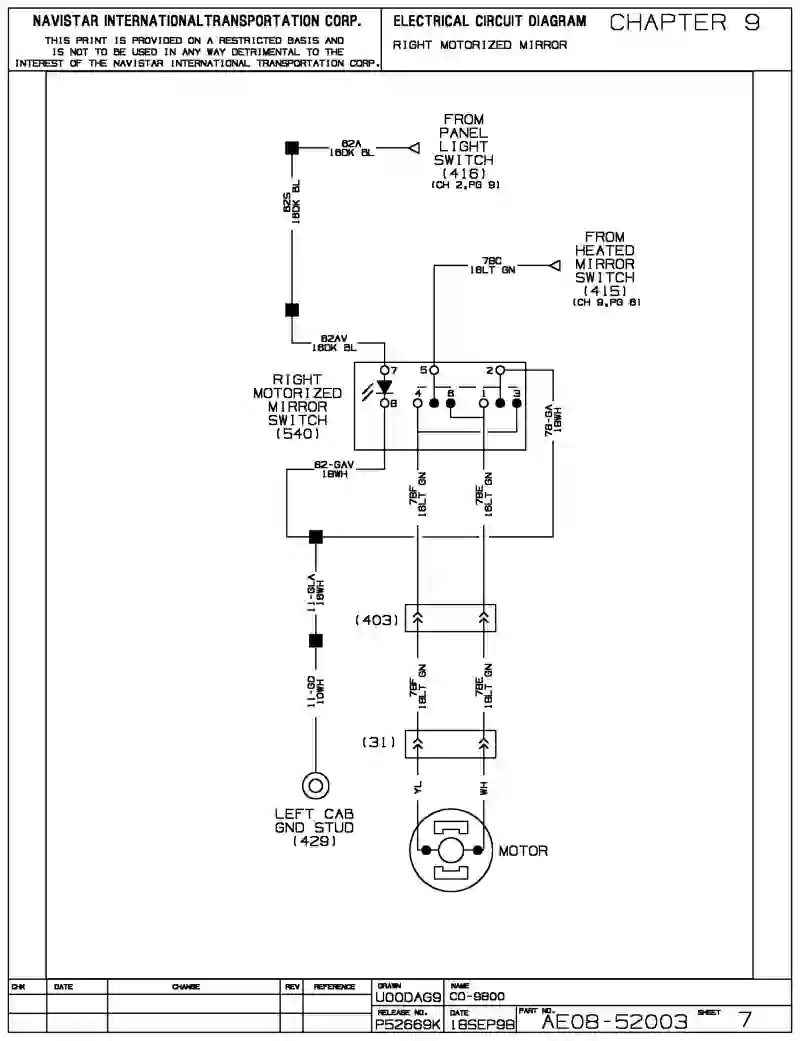 NAVISTAR INTERNATIONALTRANSPORTATION CORP.
THIS PRINT IS PROVIDED ON A RESTRICTED BASIS AND
IS NOT TO BE USED IN ANY WAY DETRIMENTAL TO THE
INTEREST OF THE NAVISTAR INTERNATIONAL TRANSPORTATION CORP.
ELECTRICAL CIRCUIT DIAGRAM
CHAPTER 9
RIGHT MOTORIZED MIRROR
FROM
PANEL
LIGHT
SWITCH
(416)
(CH 2,PG 9)
62A
18DK BL
62S
18DK BL
FROM
HEATED
MIRROR
SWITCH
(415)
(CH 9,PG 6)
78C
18LT GN
62AV
18DK BL
RIGHT
MOTORIZED
MIRROR
SWITCH
(540)
7 5 2
8 4 6 1 3
78-GV
18WH
62-GAV
18WH
78F
18LT GN
78E
18LT GN
11-GLA
18WH
(403)
11-GD
10WH
78F
18LT GN
78E
18LT GN
(31)
YL
WH
LEFT CAB
GND STUD
(429)
MOTOR
CHK DATE CHANGE REV REFERENCE
DRAWN
U00DAG9
NAME
CO-9800
RELEASE NO.
P52669K
DATE
18SEP98
PART NO.
AE08-52003
SHEET
7